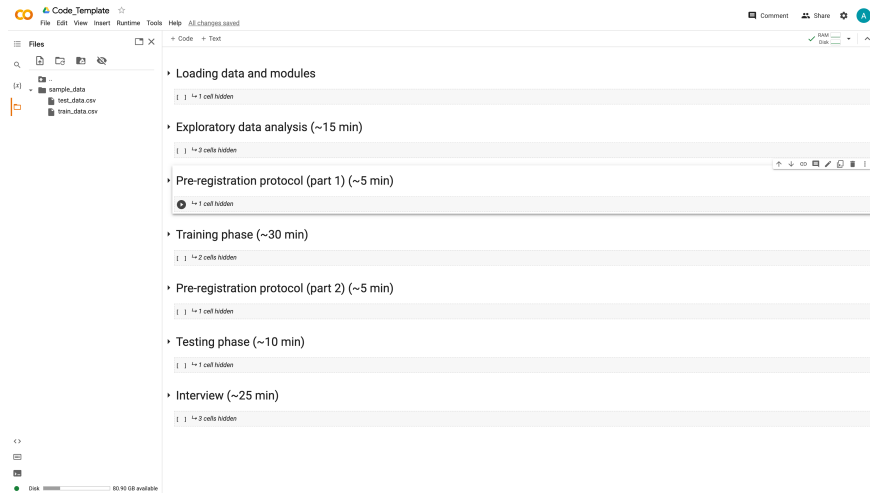 Code_Template
File Edit View Insert Runtime Tools Help All changes saved
Comment Share A
Files
+ Code + Text
RAM
Disk
..
sample_data
test_data.csv
train_data.csv
{x}
Loading data and modules
[ ] ↳ 1 cell hidden
Exploratory data analysis (~15 min)
[ ] ↳ 3 cells hidden
Pre-registration protocol (part 1) (~5 min)
↳ 1 cell hidden
Training phase (~30 min)
[ ] ↳ 2 cells hidden
Pre-registration protocol (part 2) (~5 min)
[ ] ↳ 1 cell hidden
Testing phase (~10 min)
[ ] ↳ 1 cell hidden
Interview (~25 min)
[ ] ↳ 3 cells hidden
Disk 80.90 GB available